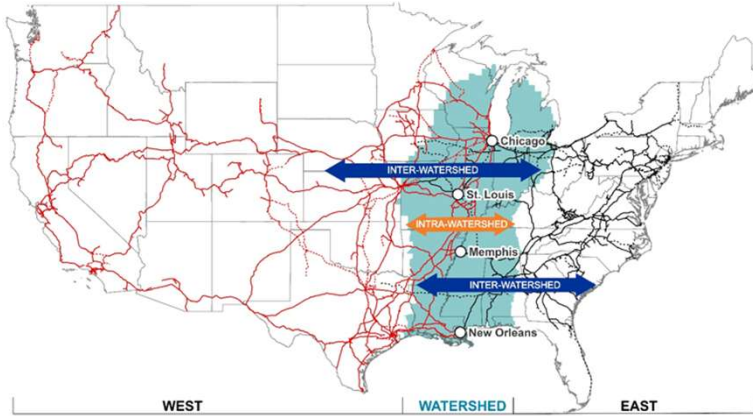 Chicago
INTER-WATERSHED
St. Louis
INTRA-WATERSHED
Memphis
INTER-WATERSHED
New Orleans
WEST
WATERSHED
EAST